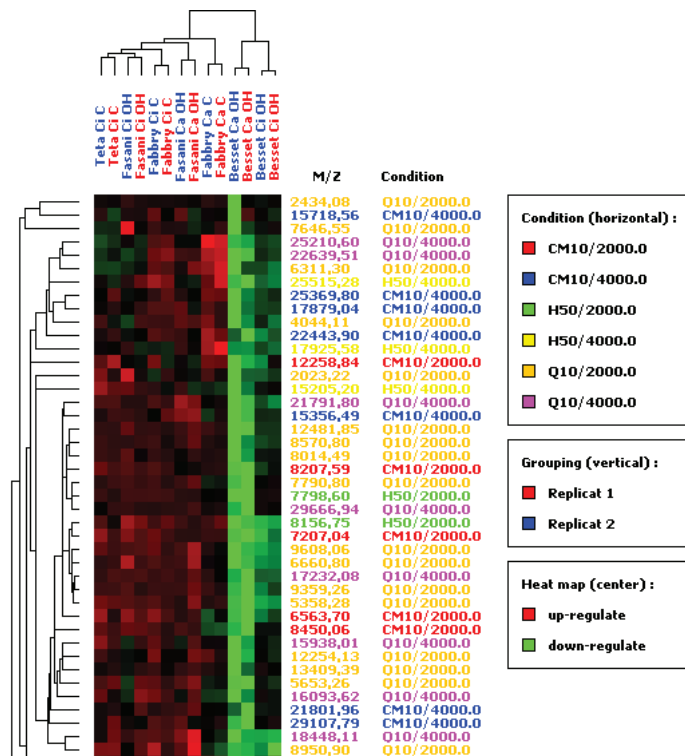 Teta Ci C
Teta Ci C
Fasani Ci OH
Fasani Ci OH
Fabbry Ci C
Fabbry Ci C
Fasani Ca OH
Fasani Ca OH
Fabbry Ca C
Fabbry Ca C
Besset Ca OH
Besset Ca OH
Besset Ci OH
Besset Ci OH
M/Z Condition
2434,08 Q10/2000.0
15718,56 CM10/4000.0
7646,55 Q10/2000.0
25210,60 Q10/4000.0
22639,51 Q10/4000.0
6311,30 Q10/2000.0
25515,28 H50/4000.0
25369,80 CM10/4000.0
17879,04 CM10/4000.0
4044,11 Q10/2000.0
22443,90 CM10/4000.0
17925,58 H50/4000.0
12258,84 CM10/2000.0
2023,22 Q10/2000.0
15205,20 H50/4000.0
21791,80 Q10/4000.0
15356,49 CM10/4000.0
12481,85 Q10/2000.0
8570,80 Q10/2000.0
8014,49 Q10/2000.0
8207,59 CM10/2000.0
7790,80 Q10/2000.0
7798,60 H50/2000.0
29666,94 Q10/4000.0
8156,75 H50/2000.0
7207,04 CM10/2000.0
9608,06 Q10/2000.0
6660,80 Q10/2000.0
17232,08 Q10/4000.0
9359,26 Q10/2000.0
5358,28 Q10/2000.0
6563,70 CM10/2000.0
8450,06 CM10/2000.0
15938,01 Q10/4000.0
12254,13 Q10/2000.0
13409,39 Q10/2000.0
5653,26 Q10/2000.0
16093,62 Q10/4000.0
21801,96 CM10/4000.0
29107,79 CM10/4000.0
18448,11 Q10/4000.0
8950,90 Q10/2000.0
Condition (horizontal) :
CM10/2000.0
CM10/4000.0
H50/2000.0
H50/4000.0
Q10/2000.0
Q10/4000.0
Grouping (vertical) :
Replicat 1
Replicat 2
Heat map (center) :
up-regulate
down-regulate